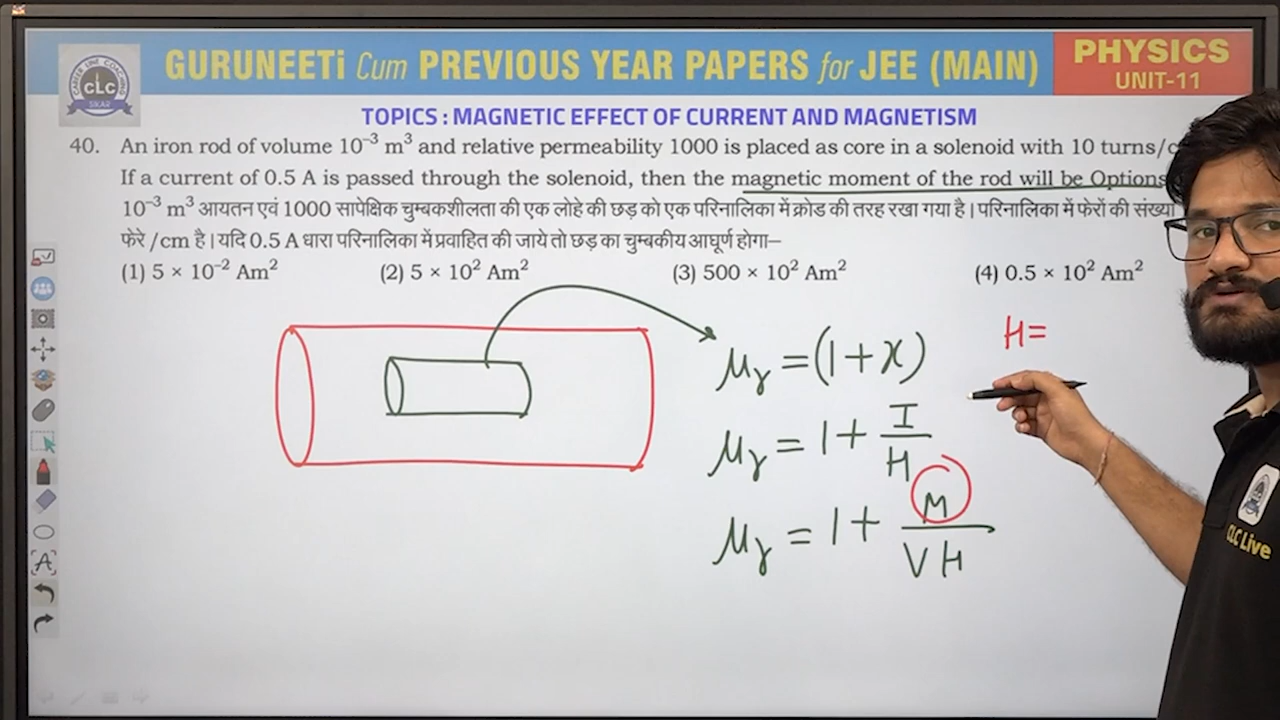 GURUNEETi Cum PREVIOUS YEAR PAPERS for JEE (MAIN)
PHYSICS
UNIT-11
CLC
SIKAR
TOPICS : MAGNETIC EFFECT OF CURRENT AND MAGNETISM
40. An iron rod of volume 10⁻³ m³ and relative permeability 1000 is placed as core in a solenoid with 10 turns/c
If a current of 0.5 A is passed through the solenoid, then the magnetic moment of the rod will be Options
10⁻³ m³ आयतन एवं 1000 सापेक्षिक चुम्बकशीलता की एक लोहे की छड़ को एक परिनालिका में क्रोड की तरह रखा गया है। परिनालिका में फेरों की संख्या
फेरे /cm है। यदि 0.5 A धारा परिनालिका में प्रवाहित की जाये तो छड़ का चुम्बकीय आघूर्ण होगा–
(1) 5 × 10⁻² Am² (2) 5 × 10² Am² (3) 500 × 10² Am² (4) 0.5 × 10² Am²
H=
μr = (1+χ)
μr = 1 + I/H
μr = 1 + M/VH
CLC Live